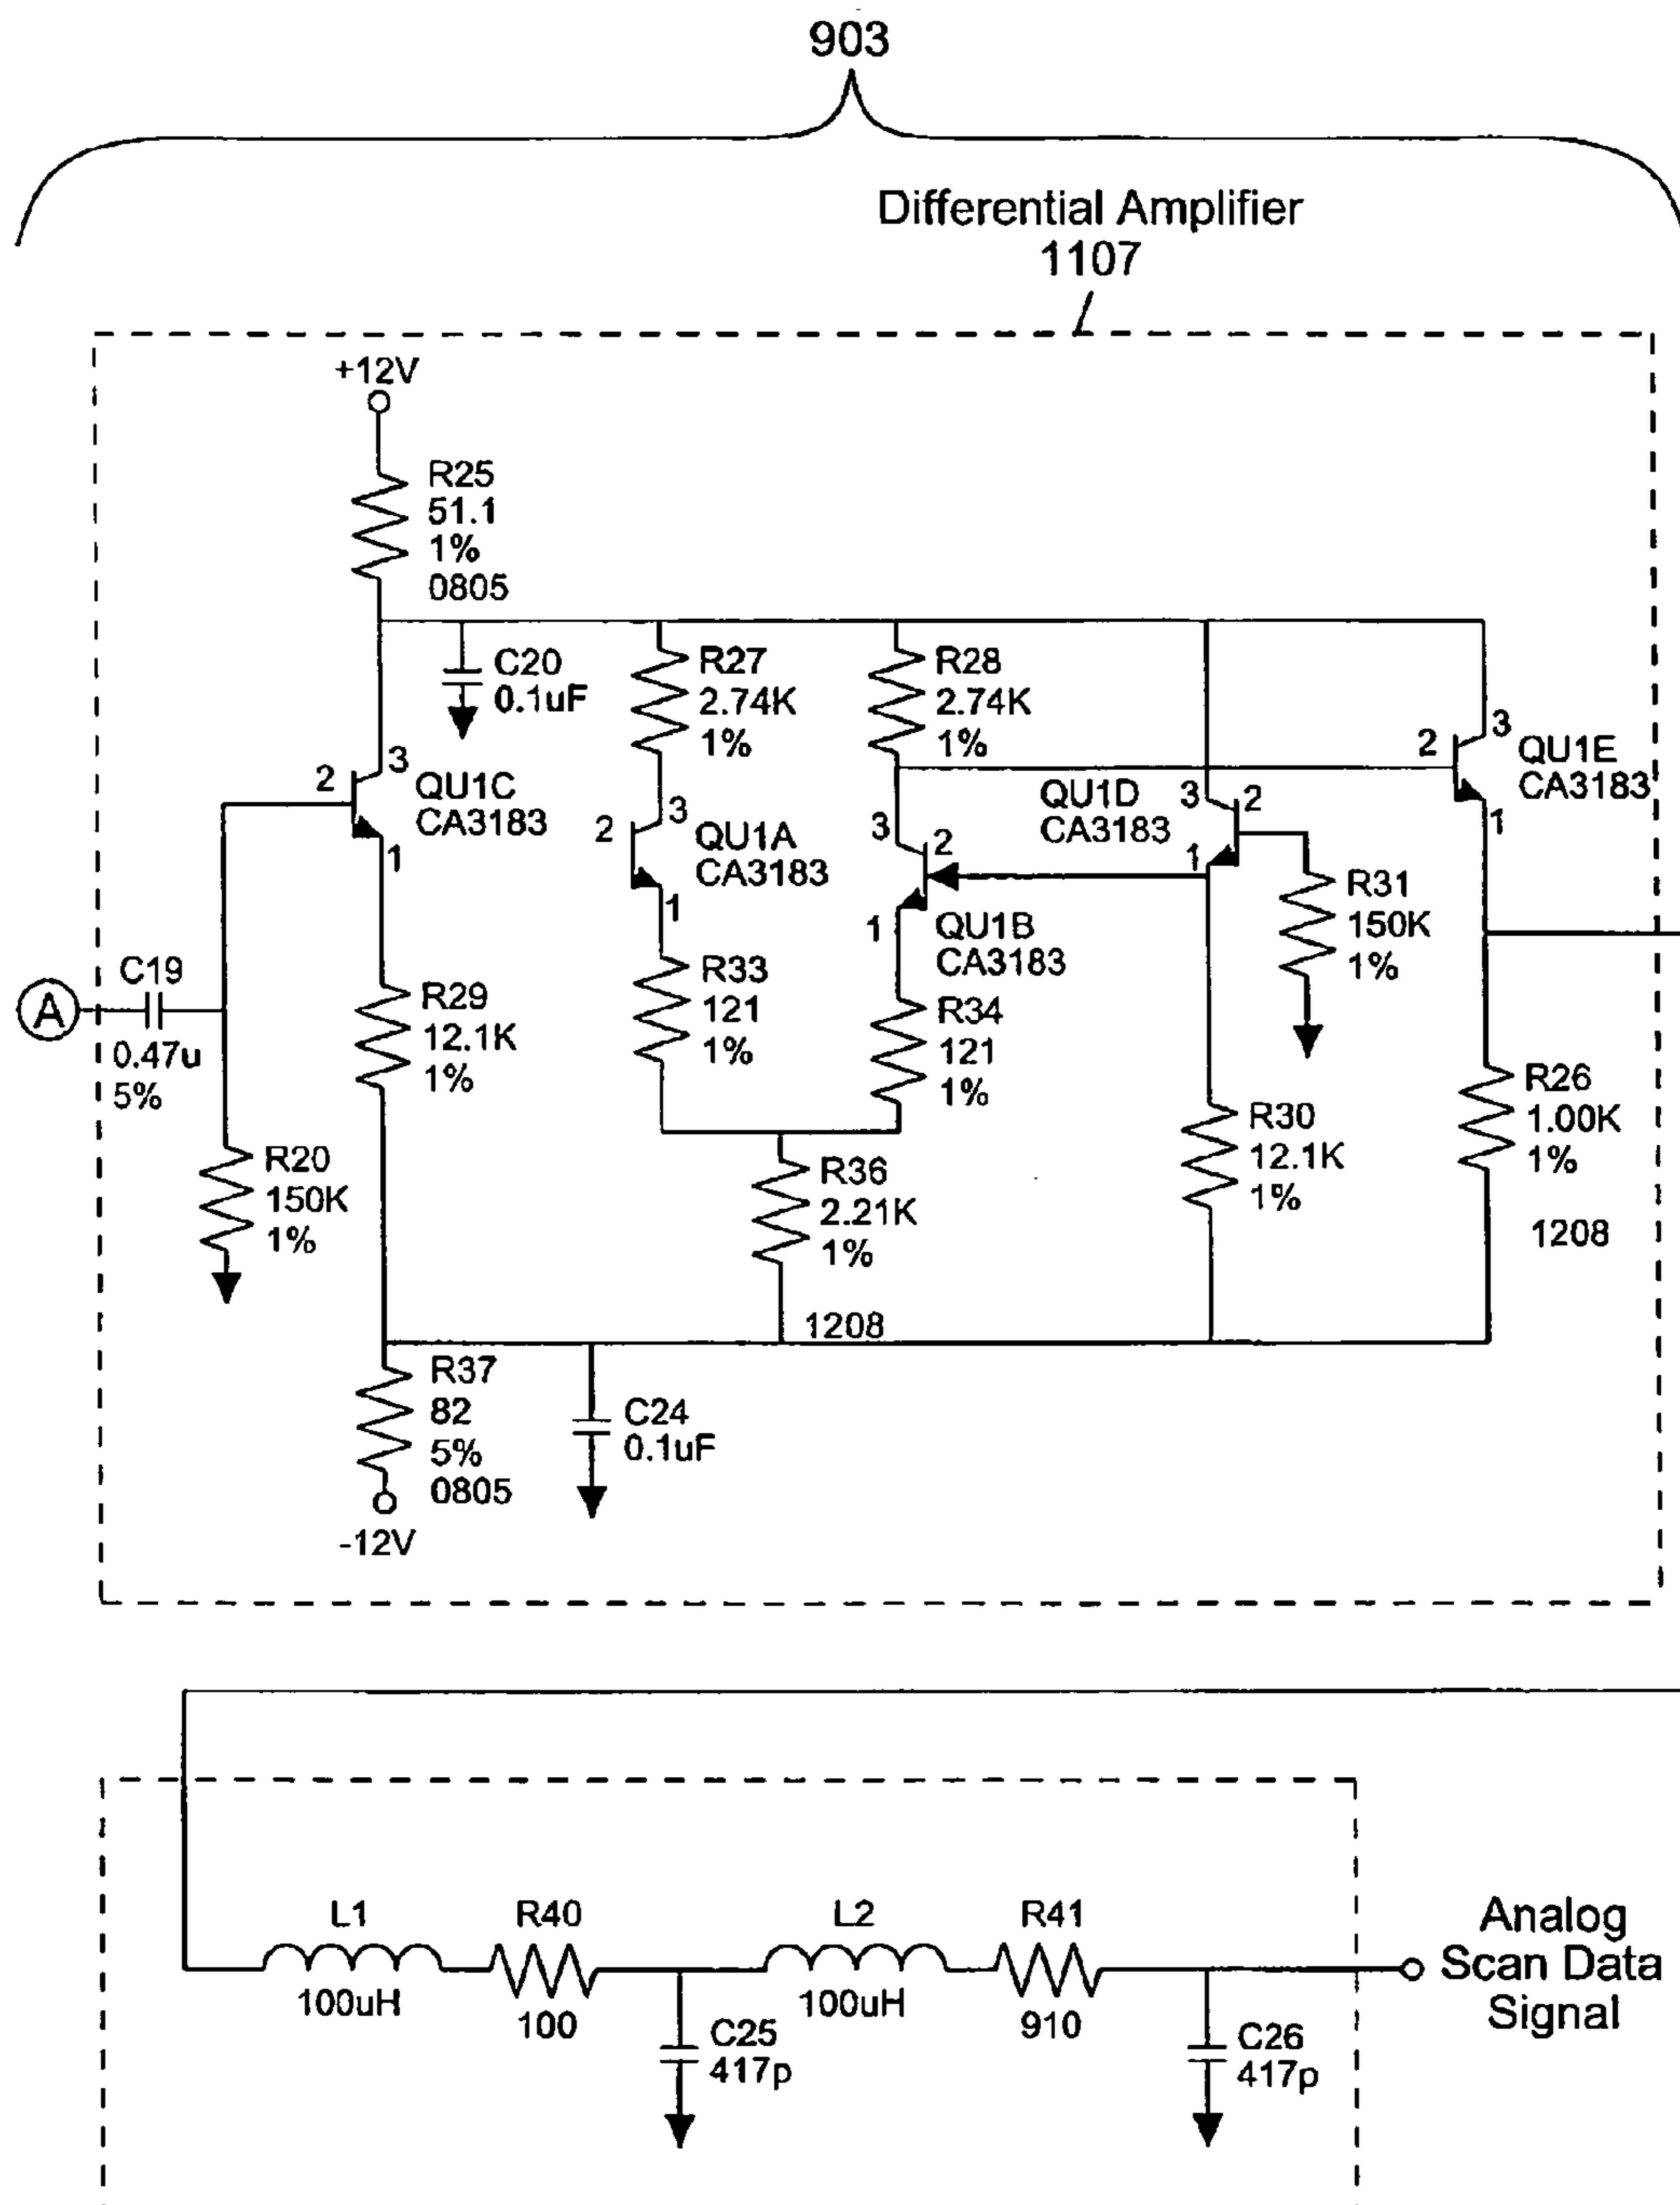 903
Differential Amplifier
1107
+12V
R25
51.1
1%
0805
C20
0.1uF
R27
2.74K
1%
R28
2.74K
1%
2
3
QU1C
CA3183
1
2
3
QU1A
CA3183
1
3
2
1
QU1B
CA3183
QU1D
CA3183
3
2
1
2
3
QU1E
CA3183
1
R31
150K
1%
A
C19
0.47u
5%
R29
12.1K
1%
R33
121
1%
R34
121
1%
R20
150K
1%
R36
2.21K
1%
R30
12.1K
1%
R26
1.00K
1%
1208
1208
R37
82
5%
0805
-12V
C24
0.1uF
L1
100uH
R40
100
C25
417p
L2
100uH
R41
910
C26
417p
Analog
Scan Data
Signal